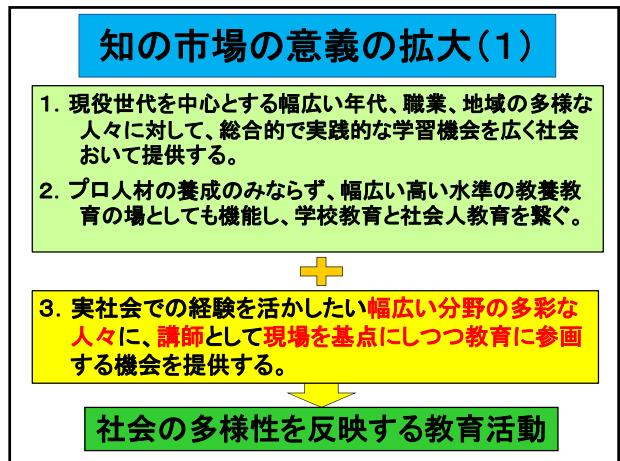 知の市場の意義の拡大(1)
1. 現役世代を中心とする幅広い年代、職業、地域の多様な
人々に対して、総合的で実践的な学習機会を広く社会
おいて提供する。
2. プロ人材の養成のみならず、幅広い高い水準の教養教
育の場としても機能し、学校教育と社会人教育を繋ぐ。
3. 実社会での経験を活かしたい幅広い分野の多彩な
人々に、講師として現場を基点にしつつ教育に参画
する機会を提供する。
社会の多様性を反映する教育活動